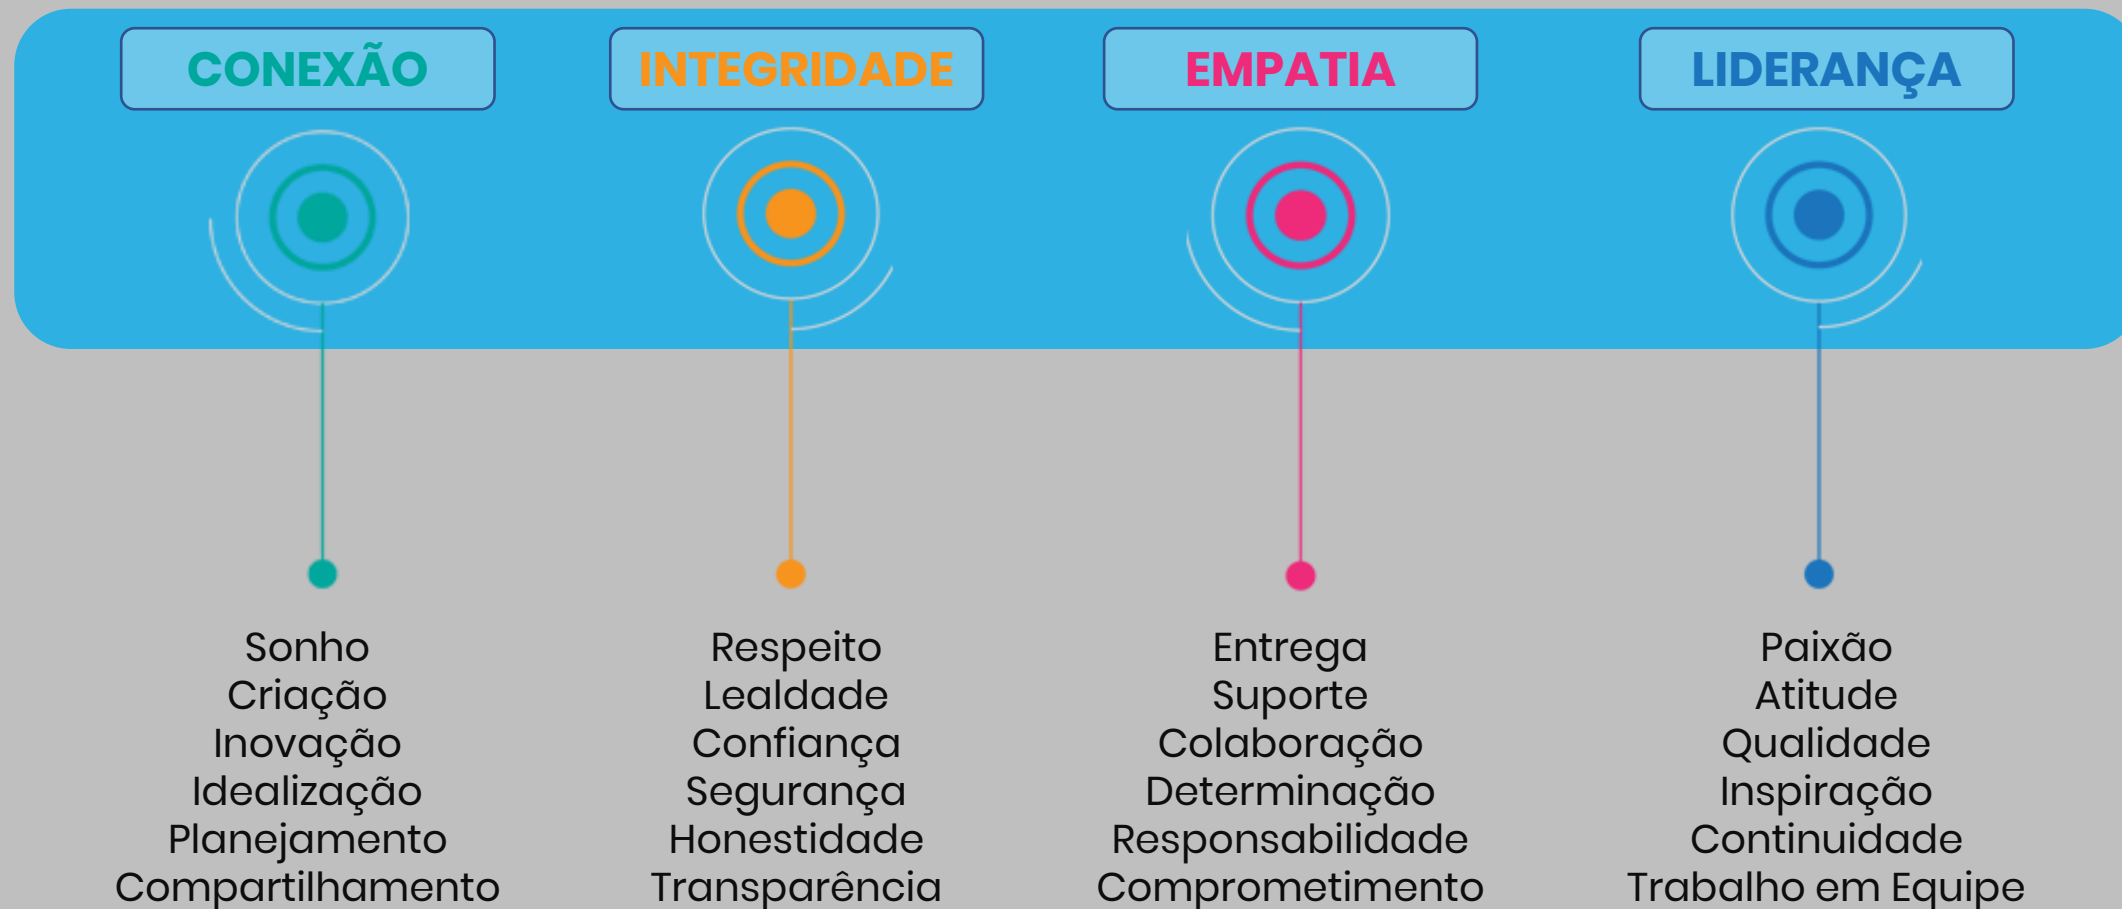 CONEXÃO
INTEGRIDADE
EMPATIA
LIDERANÇA
Sonho
Criação
Inovação
Idealização
Planejamento
Compartilhamento
Respeito
Lealdade
Confiança
Segurança
Honestidade
Transparência
Entrega
Suporte
Colaboração
Determinação
Responsabilidade
Comprometimento
Paixão
Atitude
Qualidade
Inspiração
Continuidade
Trabalho em Equipe